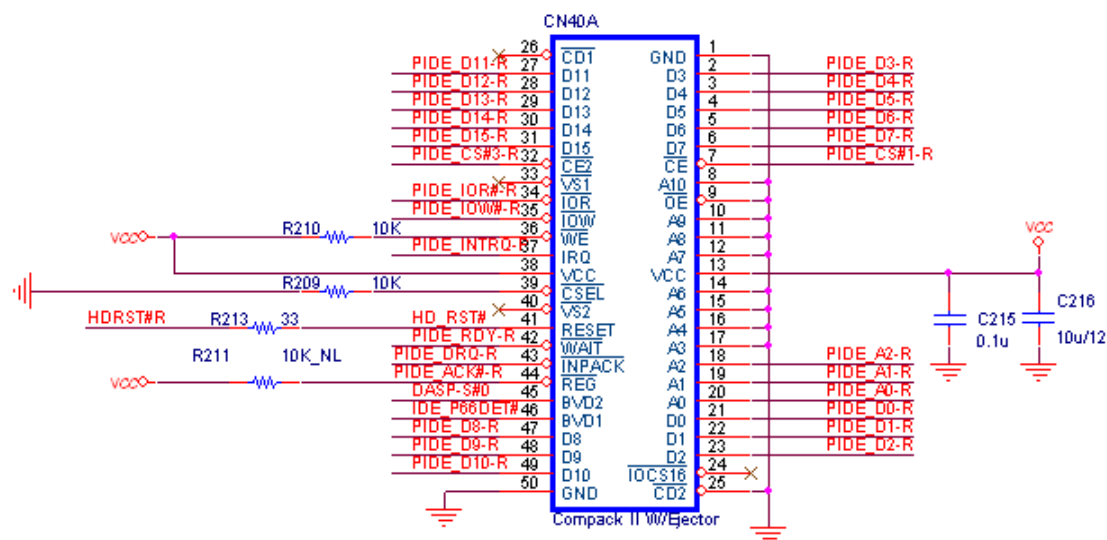 CN40A
26 CD1 GND 1
PIDE_D11-R 27 D11 D3 2 PIDE_D3-R
PIDE_D12-R 28 D12 D4 3 PIDE_D4-R
PIDE_D13-R 29 D13 D5 4 PIDE_D5-R
PIDE_D14-R 30 D14 D6 5 PIDE_D6-R
PIDE_D15-R 31 D15 D7 6 PIDE_D7-R
PIDE_CS#3-R 32 CE2 CE 7 PIDE_CS#1-R
33 VS1 A10 8
PIDE_IOR#-R 34 IOR OE 9
PIDE_IOW#-R 35 IOW A9 10
VCC R210 10K 36 WE A8 11
PIDE_INTRQ-R 37 IRQ A7 12
38 VCC VCC 13 VCC
R209 10K 39 CSEL A6 14
40 VS2 A5 15
HDRST#R R213 33 HD_RST# 41 RESET A4 16
PIDE_RDY-R 42 WAIT A3 17
C215 0.1u
C216 10u/12
R211 10K_NL PIDE_DRQ-R 43 INPACK A2 18 PIDE_A2-R
VCC PIDE_ACK#-R 44 REG A1 19 PIDE_A1-R
DASP-S#0 45 BVD2 A0 20 PIDE_A0-R
IDE_P66DET# 46 BVD1 D0 21 PIDE_D0-R
PIDE_D8-R 47 D8 D1 22 PIDE_D1-R
PIDE_D9-R 48 D9 D2 23 PIDE_D2-R
PIDE_D10-R 49 D10 IOCS16 24
50 GND CD2 25
Compack II W/Ejector